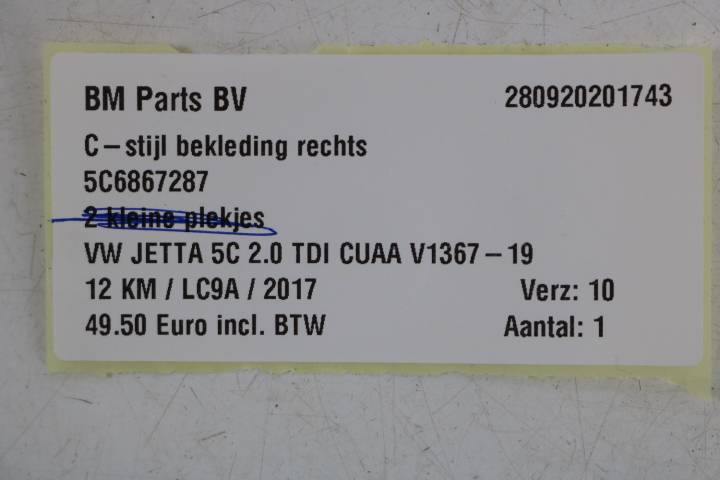 BM Parts BV 280920201743
C-stijl bekleding rechts
5C6867287
2 kleine plekjes
VW JETTA 5C 2.0 TDI CUAA V1367-19
12 KM / LC9A / 2017 Verz: 10
49.50 Euro incl. BTW Aantal: 1